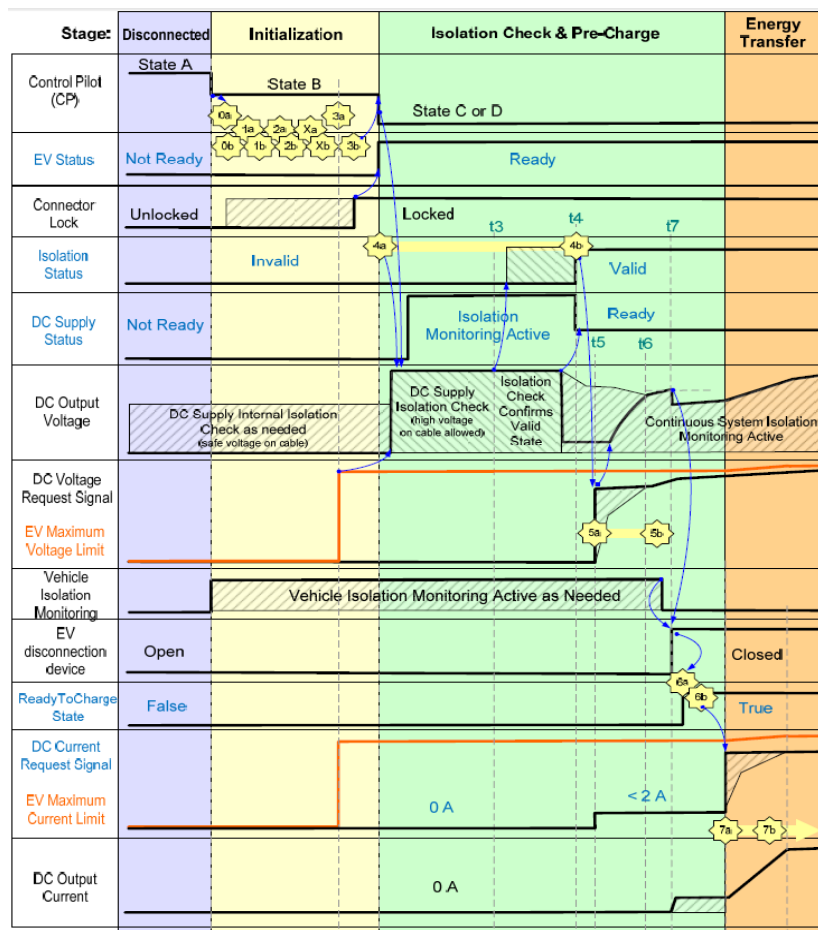 Stage:
Disconnected
Initialization
Isolation Check & Pre-Charge
Energy
Transfer
Control Pilot
(CP)
State A
State B
State C or D
0a
1a
2a
Xa
3a
0b
1b
2b
Xb
3b
EV Status
Not Ready
Ready
Connector
Lock
Unlocked
Locked
t3
t4
t7
4a
4b
Isolation
Status
Invalid
Valid
DC Supply
Status
Not Ready
Isolation
Monitoring Active
Ready
t5
t6
DC Output
Voltage
DC Supply Internal Isolation
Check as needed
(safe voltage on cable)
DC Supply
Isolation Check
(high voltage
on cable allowed)
Isolation
Check
Confirms
Valid
State
Continuous System Isolation
Monitoring Active
DC Voltage
Request Signal
EV Maximum
Voltage Limit
5a
5b
Vehicle
Isolation
Monitoring
Vehicle Isolation Monitoring Active as Needed
EV
disconnection
device
Open
Closed
6a
6b
ReadyToCharge
State
False
True
DC Current
Request Signal
EV Maximum
Current Limit
0 A
< 2 A
7a
7b
DC Output
Current
0 A